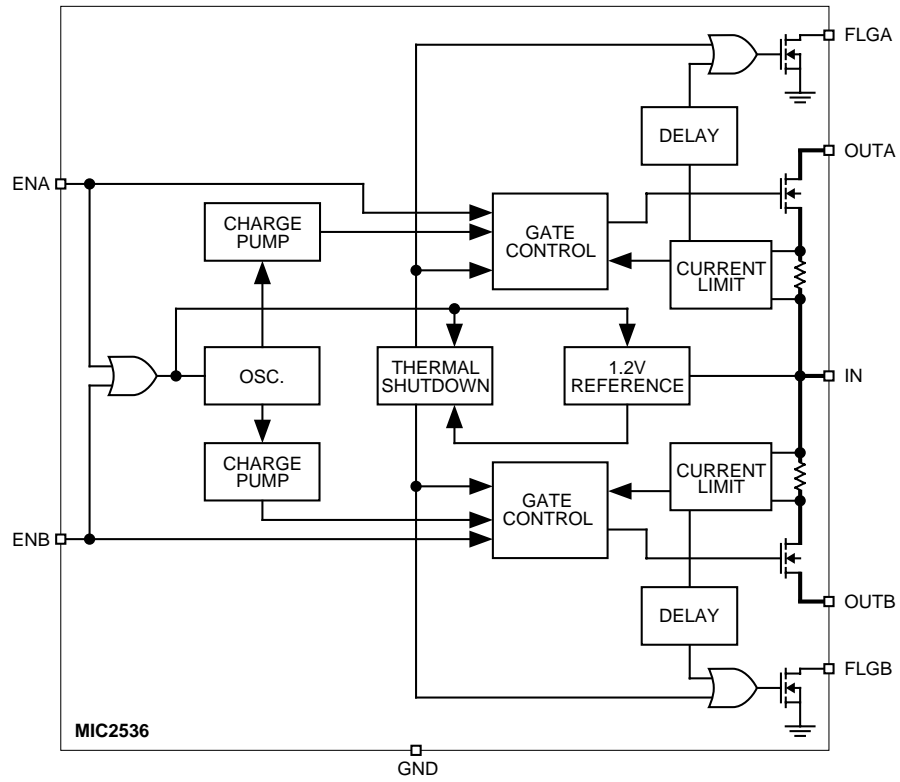 FLGA
DELAY
OUTA
ENA
CHARGE
PUMP
GATE
CONTROL
CURRENT
LIMIT
OSC.
THERMAL
SHUTDOWN
1.2V
REFERENCE
IN
CHARGE
PUMP
GATE
CONTROL
CURRENT
LIMIT
ENB
DELAY
OUTB
FLGB
MIC2536
GND